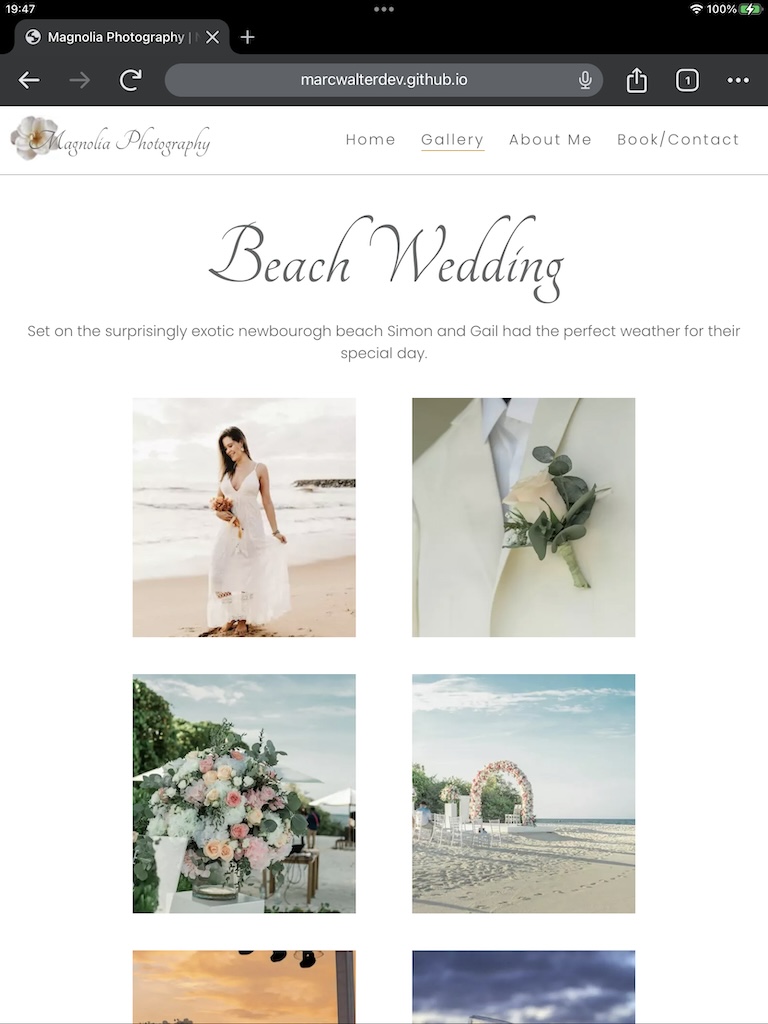 19:47
100%
Magnolia Photography |
marcwalterdev.github.io
1
Magnolia Photography
Home Gallery About Me Book/Contact
Beach Wedding
Set on the surprisingly exotic newbourogh beach Simon and Gail had the perfect weather for their
special day.